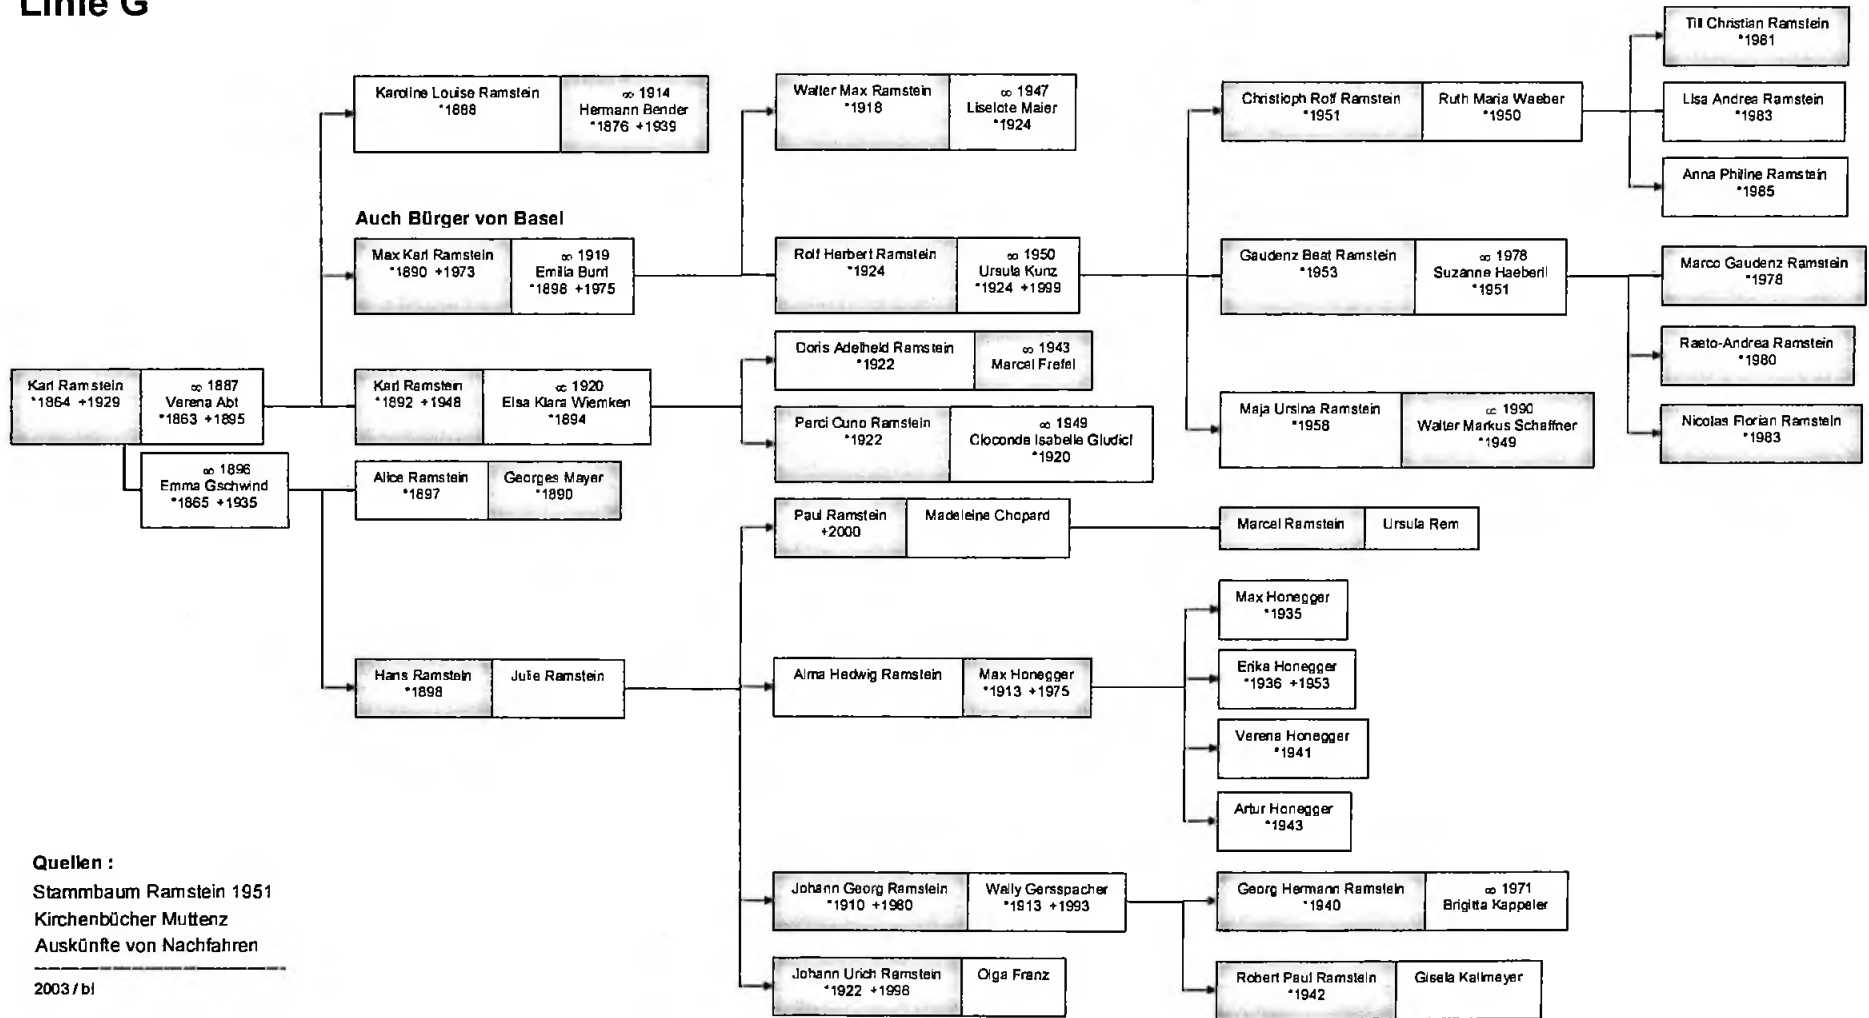 Linie G
Karl Ramstein
*1864 +1929
∞ 1887
Verena Abt
*1863 +1895
∞ 1896
Emma Gschwind
*1865 +1935
Karoline Louise Ramstein
*1888
∞ 1914
Hermann Bender
*1876 +1939
Auch Bürger von Basel
Max Karl Ramstein
*1890 +1973
∞ 1919
Emilia Burri
*1898 +1975
Karl Ramstein
*1892 +1948
∞ 1920
Elsa Klara Wiemken
*1894
Alice Ramstein
*1897
Georges Mayer
*1890
Hans Ramstein
*1898
Julie Ramstein
Walter Max Ramstein
*1918
∞ 1947
Liselote Maier
*1924
Rolf Herbert Ramstein
*1924
∞ 1950
Ursula Kunz
*1924 +1999
Doris Adelheid Ramstein
*1922
∞ 1943
Marcel Frefel
Perci Cuno Ramstein
*1922
∞ 1949
Cloconda Isabelle Giudici
*1920
Paul Ramstein
+2000
Madeleine Chopard
Alma Hedwig Ramstein
Max Honegger
*1913 +1975
Johann Georg Ramstein
*1910 +1980
Wally Gersspacher
*1913 +1993
Johann Urich Ramstein
*1922 +1998
Olga Franz
Christioph Rolf Ramstein
*1951
Ruth Maria Waeber
*1950
Gaudenz Beat Ramstein
*1953
∞ 1978
Suzanne Haeberli
*1951
Maja Ursina Ramstein
*1958
∞ 1990
Walter Markus Schaffner
*1949
Marcel Ramstein
Ursula Rem
Max Honegger
*1935
Erika Honegger
*1936 +1953
Verena Honegger
*1941
Artur Honegger
*1943
Georg Hermann Ramstein
*1940
∞ 1971
Brigitta Kappeler
Robert Paul Ramstein
*1942
Gisela Kallmeyer
Till Christian Ramstein
*1981
Lisa Andrea Ramstein
*1983
Anna Philine Ramstein
*1985
Marco Gaudenz Ramstein
*1978
Raeto-Andrea Ramstein
*1980
Nicolas Florian Ramstein
*1983
Quellen :
Stammbaum Ramstein 1951
Kirchenbücher Muttenz
Auskünfte von Nachfahren
2003 / bl